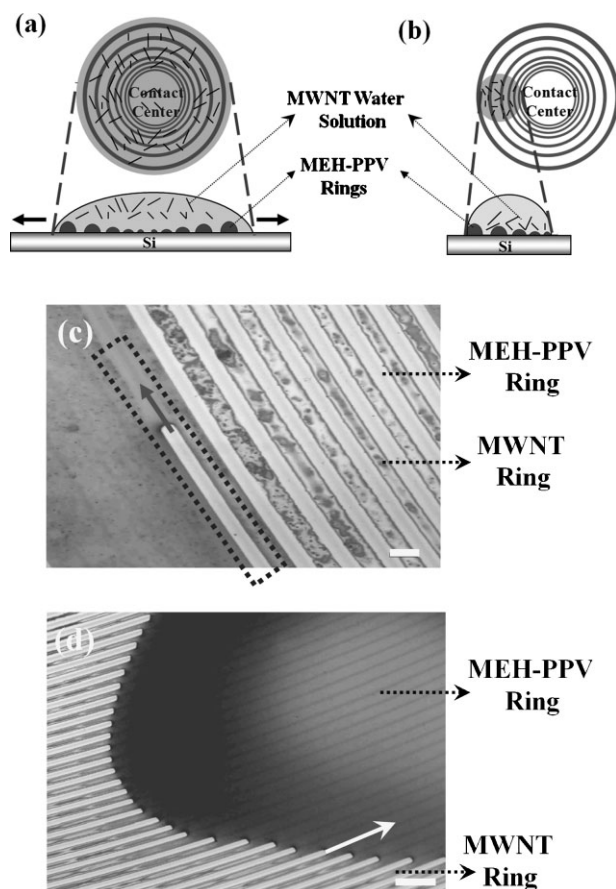 (a)
(b)
Contact
Center
Contact
Center
MWNT Water
Solution
MEH-PPV
Rings
Si
Si
(c)
MEH-PPV
Ring
MWNT
Ring
(d)
MEH-PPV
Ring
MWNT
Ring